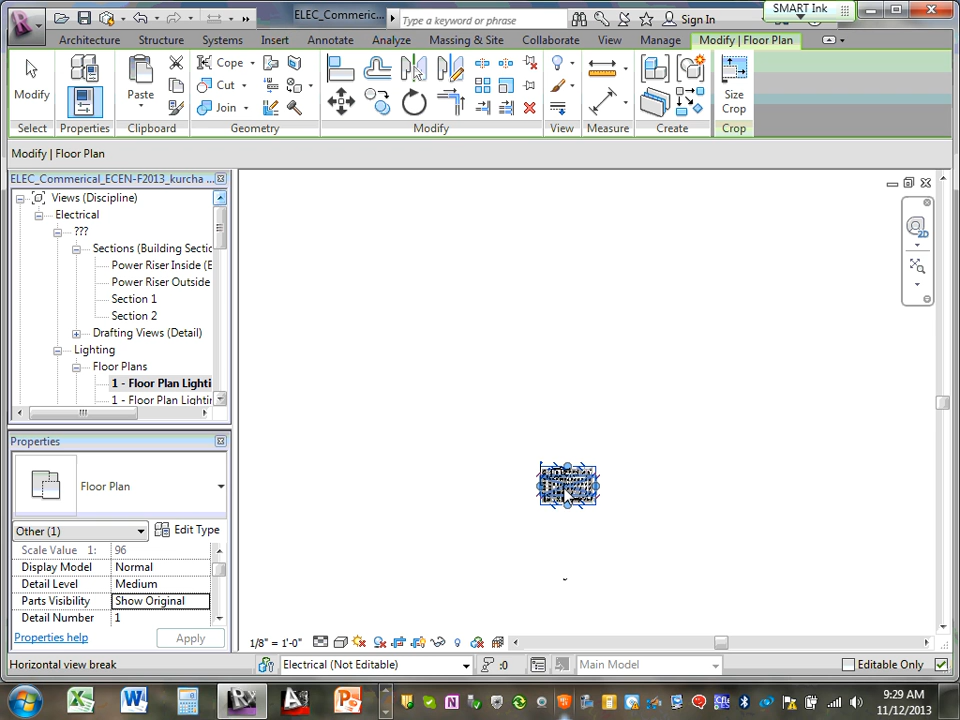 ELEC_Commeric...
Type a keyword or phrase
Sign In
SMART Ink
Architecture Structure Systems Insert Annotate Analyze Massing & Site Collaborate View Manage Modify | Floor Plan
Modify
Cope
Cut
Join
Paste
Size
Crop
Select Properties Clipboard Geometry Modify View Measure Create Crop
Modify | Floor Plan
ELEC_Commerical_ECEN-F2013_kurcha ...
Views (Discipline)
Electrical
???
Sections (Building Sectio
Power Riser Inside (E
Power Riser Outside
Section 1
Section 2
Drafting Views (Detail)
Lighting
Floor Plans
1 - Floor Plan Lighti
1 - Floor Plan Lightir
2D
Properties
Floor Plan
Other (1)
Edit Type
Scale Value 1: 96
Display Model Normal
Detail Level Medium
Parts Visibility Show Original
Detail Number 1
Properties help
Apply
1/8" = 1'-0"
Horizontal view break
Electrical (Not Editable)
:0
Main Model
Editable Only
9:29 AM
11/12/2013